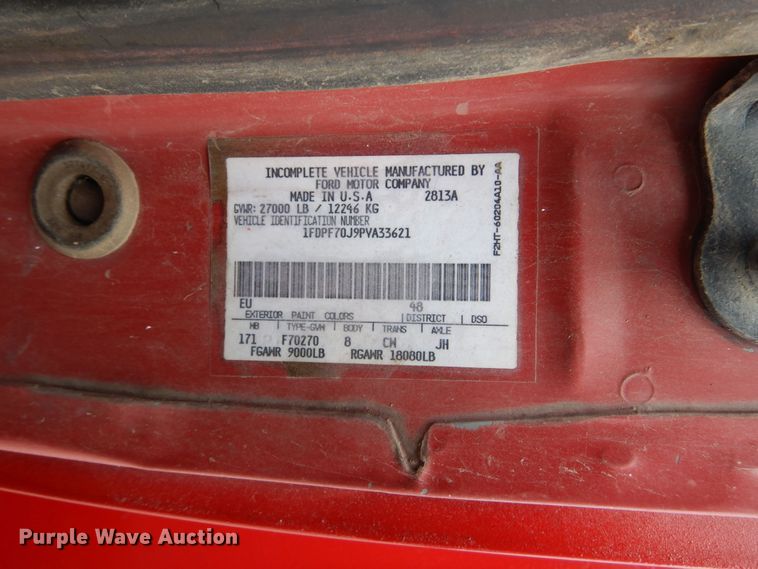 INCOMPLETE VEHICLE MANUFACTURED BY
FORD MOTOR COMPANY
MADE IN U.S.A 2813A
GVWR: 27000 LB / 12246 KG
VEHICLE IDENTIFICATION NUMBER
1FDPF70J9PVA33621
EU 48
EXTERIOR PAINT COLORS DISTRICT DSO
WB TYPE-GVW BODY TRANS AXLE
171 F70270 8 CW JH
FGAWR 9000LB RGAWR 18080LB
F2HT-60204A10-AA
Purple Wave Auction